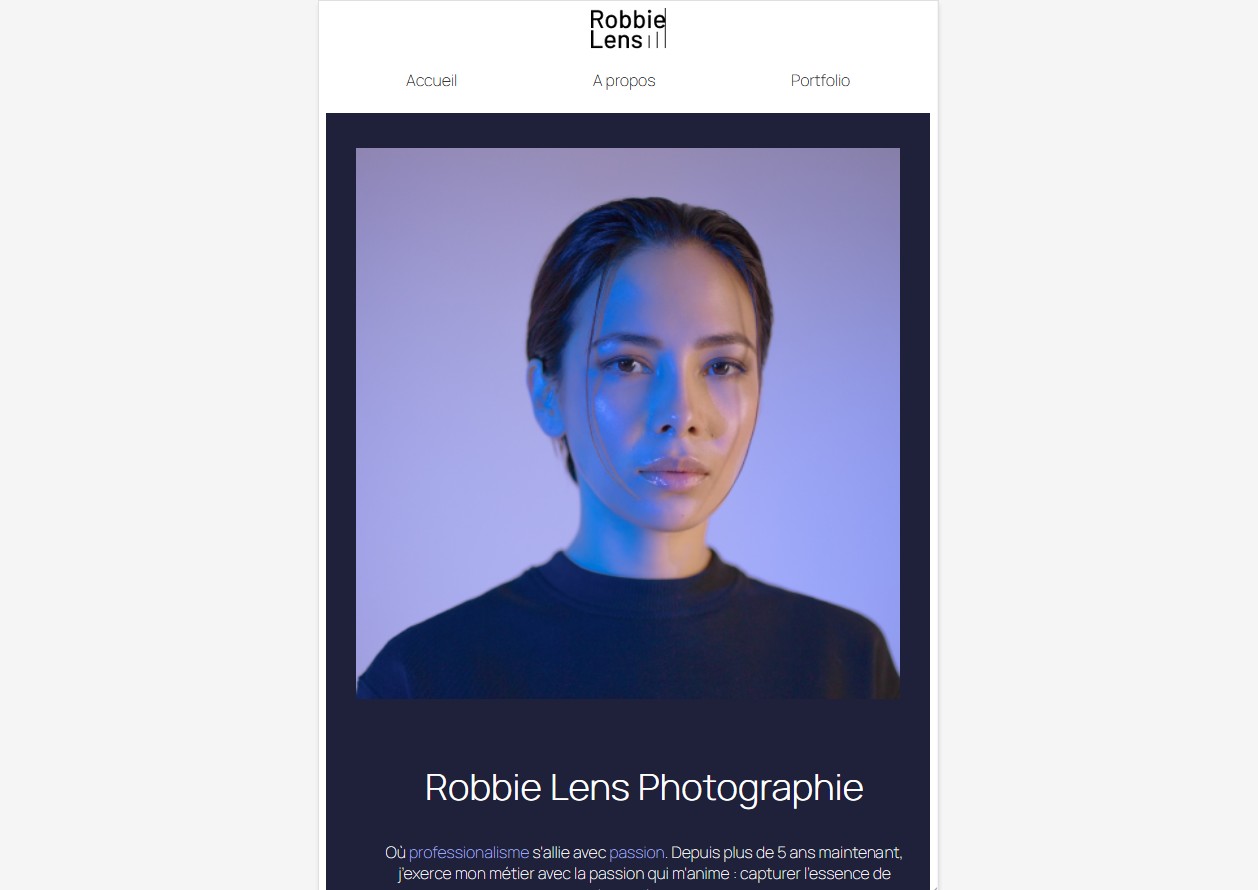 Robbie
Lens
Accueil
A propos
Portfolio
Robbie Lens Photographie
Où professionalisme s'allie avec passion. Depuis plus de 5 ans maintenant,
j'exerce mon métier avec la passion qui m'anime : capturer l'essence de